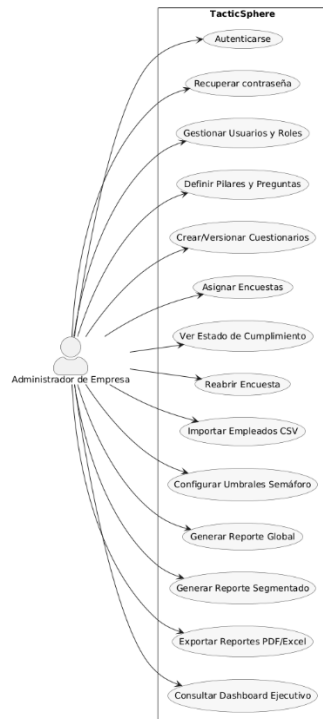 TacticSphere
Autenticarse
Recuperar contraseña
Gestionar Usuarios y Roles
Definir Pilares y Preguntas
Crear/Versionar Cuestionarios
Asignar Encuestas
Ver Estado de Cumplimiento
Administrador de Empresa
Reabrir Encuesta
Importar Empleados CSV
Configurar Umbrales Semáforo
Generar Reporte Global
Generar Reporte Segmentado
Exportar Reportes PDF/Excel
Consultar Dashboard Ejecutivo